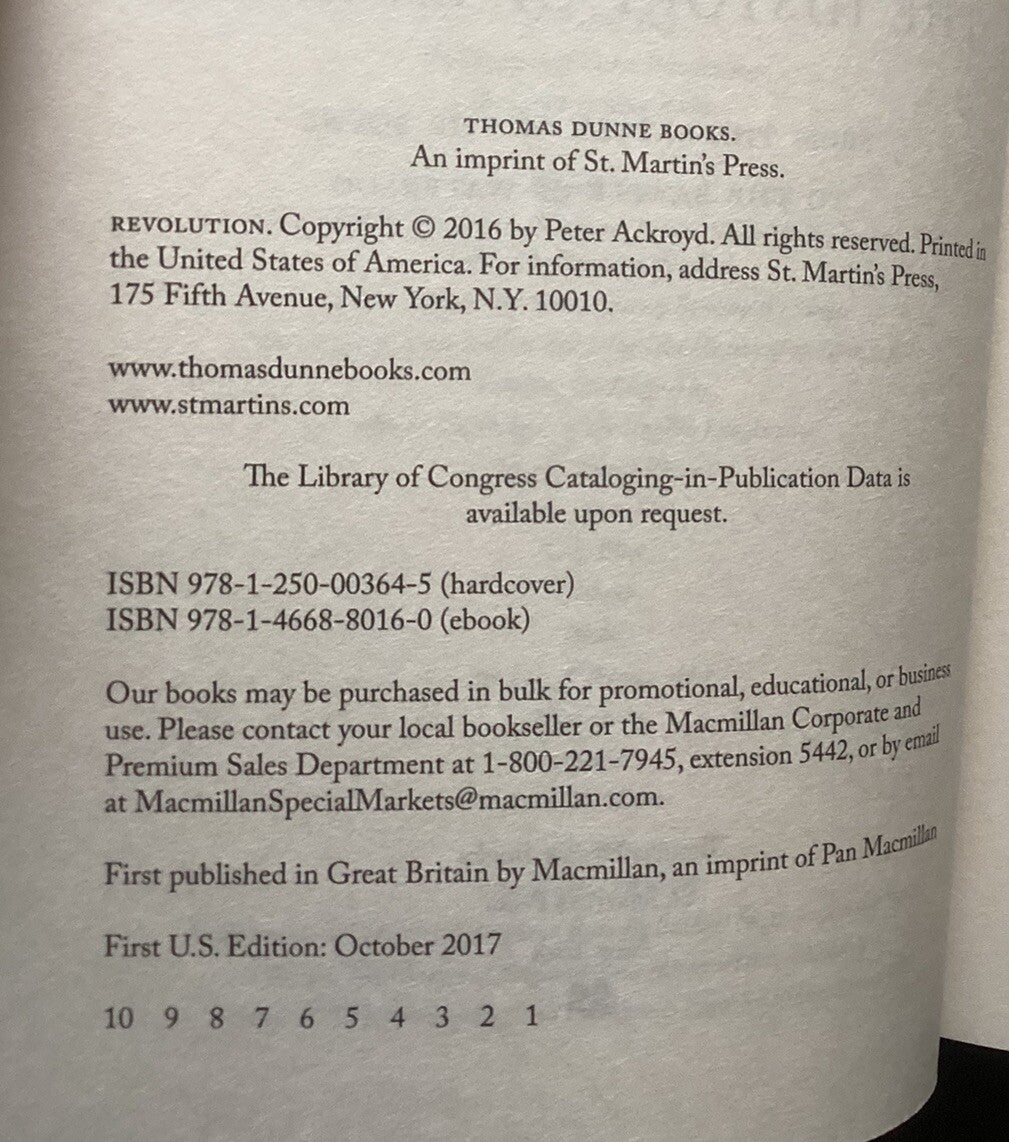 THOMAS DUNNE BOOKS.
An imprint of St. Martin's Press.
REVOLUTION. Copyright © 2016 by Peter Ackroyd. All rights reserved. Printed in
the United States of America. For information, address St. Martin's Press,
175 Fifth Avenue, New York, N.Y. 10010.
www.thomasdunnebooks.com
www.stmartins.com
The Library of Congress Cataloging-in-Publication Data is
available upon request.
ISBN 978-1-250-00364-5 (hardcover)
ISBN 978-1-4668-8016-0 (ebook)
Our books may be purchased in bulk for promotional, educational, or business
use. Please contact your local bookseller or the Macmillan Corporate and
Premium Sales Department at 1-800-221-7945, extension 5442, or by email
at MacmillanSpecialMarkets@macmillan.com.
First published in Great Britain by Macmillan, an imprint of Pan Macmillan
First U.S. Edition: October 2017
10 9 8 7 6 5 4 3 2 1